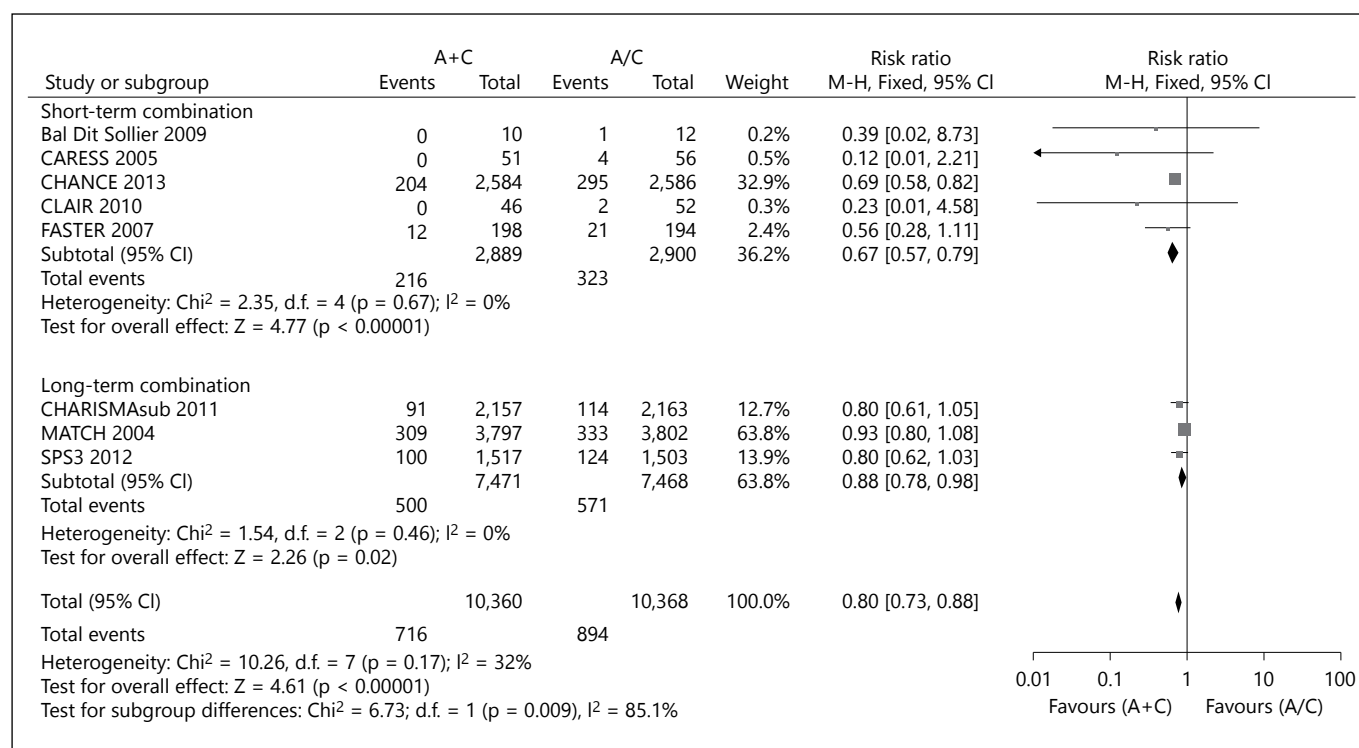 A+C A/C Risk ratio Risk ratio
Study or subgroup Events Total Events Total Weight M-H, Fixed, 95% CI M-H, Fixed, 95% CI
Short-term combination
Bal Dit Sollier 2009 0 10 1 12 0.2% 0.39 [0.02, 8.73]
CARESS 2005 0 51 4 56 0.5% 0.12 [0.01, 2.21]
CHANCE 2013 204 2,584 295 2,586 32.9% 0.69 [0.58, 0.82]
CLAIR 2010 0 46 2 52 0.3% 0.23 [0.01, 4.58]
FASTER 2007 12 198 21 194 2.4% 0.56 [0.28, 1.11]
Subtotal (95% CI) 2,889 2,900 36.2% 0.67 [0.57, 0.79]
Total events 216 323
Heterogeneity: Chi² = 2.35, d.f. = 4 (p = 0.67); I² = 0%
Test for overall effect: Z = 4.77 (p < 0.00001)
Long-term combination
CHARISMAsub 2011 91 2,157 114 2,163 12.7% 0.80 [0.61, 1.05]
MATCH 2004 309 3,797 333 3,802 63.8% 0.93 [0.80, 1.08]
SPS3 2012 100 1,517 124 1,503 13.9% 0.80 [0.62, 1.03]
Subtotal (95% CI) 7,471 7,468 63.8% 0.88 [0.78, 0.98]
Total events 500 571
Heterogeneity: Chi² = 1.54, d.f. = 2 (p = 0.46); I² = 0%
Test for overall effect: Z = 2.26 (p = 0.02)
Total (95% CI) 10,360 10,368 100.0% 0.80 [0.73, 0.88]
Total events 716 894
Heterogeneity: Chi² = 10.26, d.f. = 7 (p = 0.17); I² = 32%
Test for overall effect: Z = 4.61 (p < 0.00001)
Test for subgroup differences: Chi² = 6.73; d.f. = 1 (p = 0.009), I² = 85.1%
0.01 0.1 1 10 100
Favours (A+C) Favours (A/C)